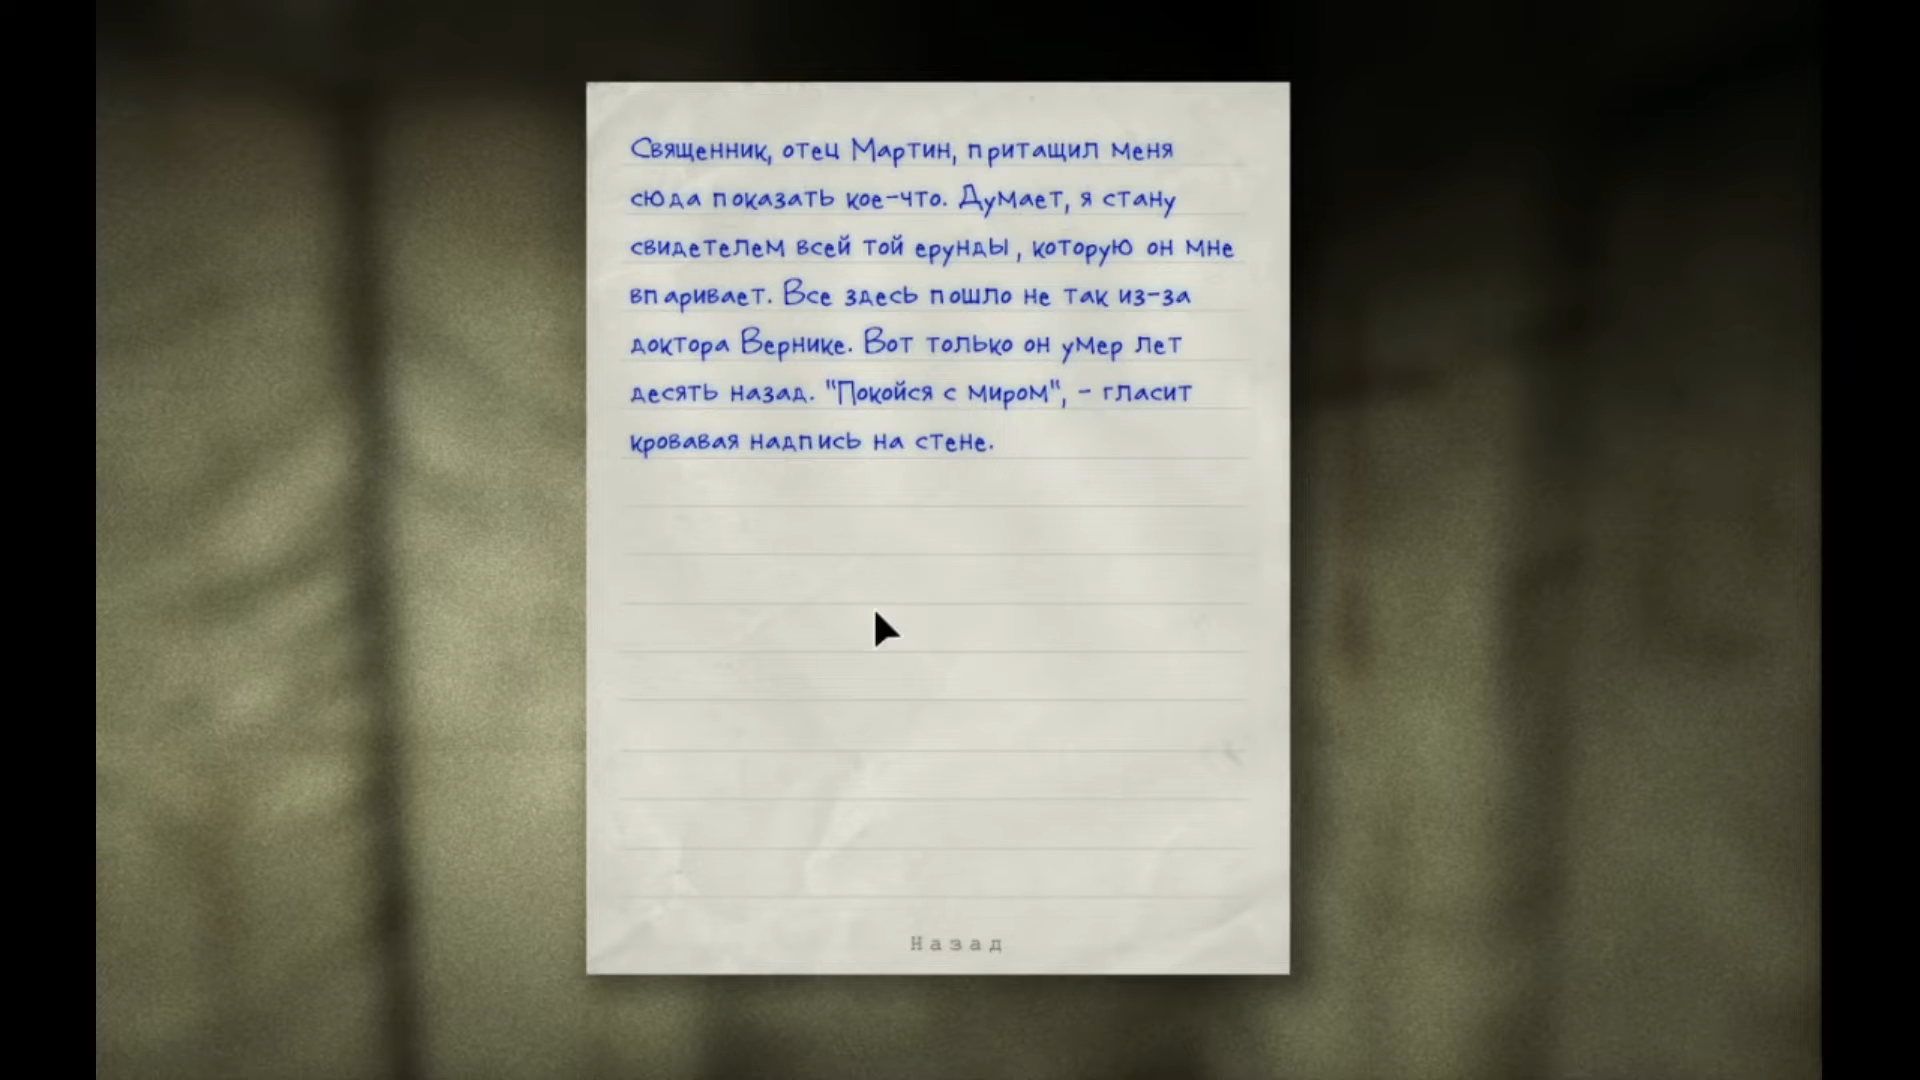 Священник, отец Мартин, притащил меня
сюда показать кое-что. Думает, я стану
свидетелем всей той ерунды, которую он мне
впаривает. Все здесь пошло не так из-за
доктора Вернике. Вот только он умер лет
десять назад. "Покойся с миром", - гласит
кровавая надпись на стене.
Назад